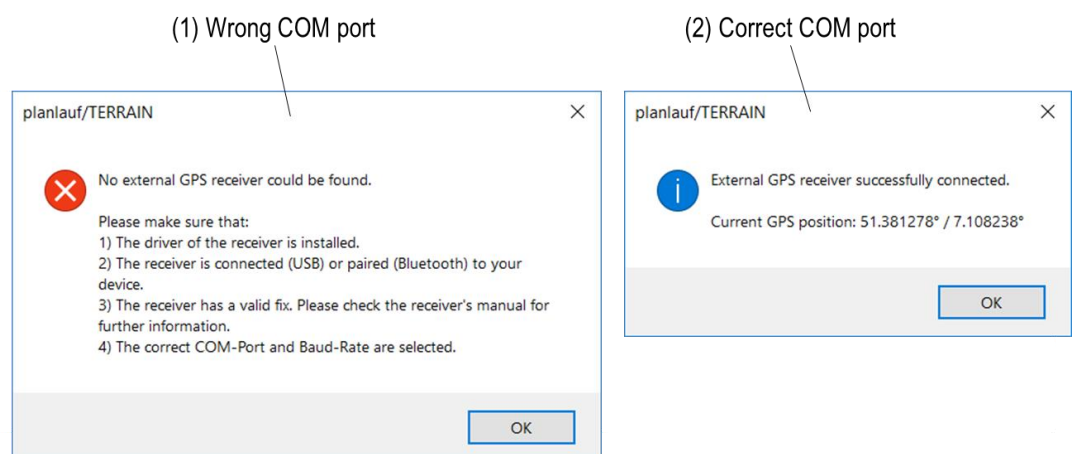 (1) Wrong COM port
planlauf/TERRAIN
No external GPS receiver could be found.
Please make sure that:
1) The driver of the receiver is installed.
2) The receiver is connected (USB) or paired (Bluetooth) to your
device.
3) The receiver has a valid fix. Please check the receiver's manual for
further information.
4) The correct COM-Port and Baud-Rate are selected.
OK
(2) Correct COM port
planlauf/TERRAIN
External GPS receiver successfully connected.
Current GPS position: 51.381278° / 7.108238°
OK